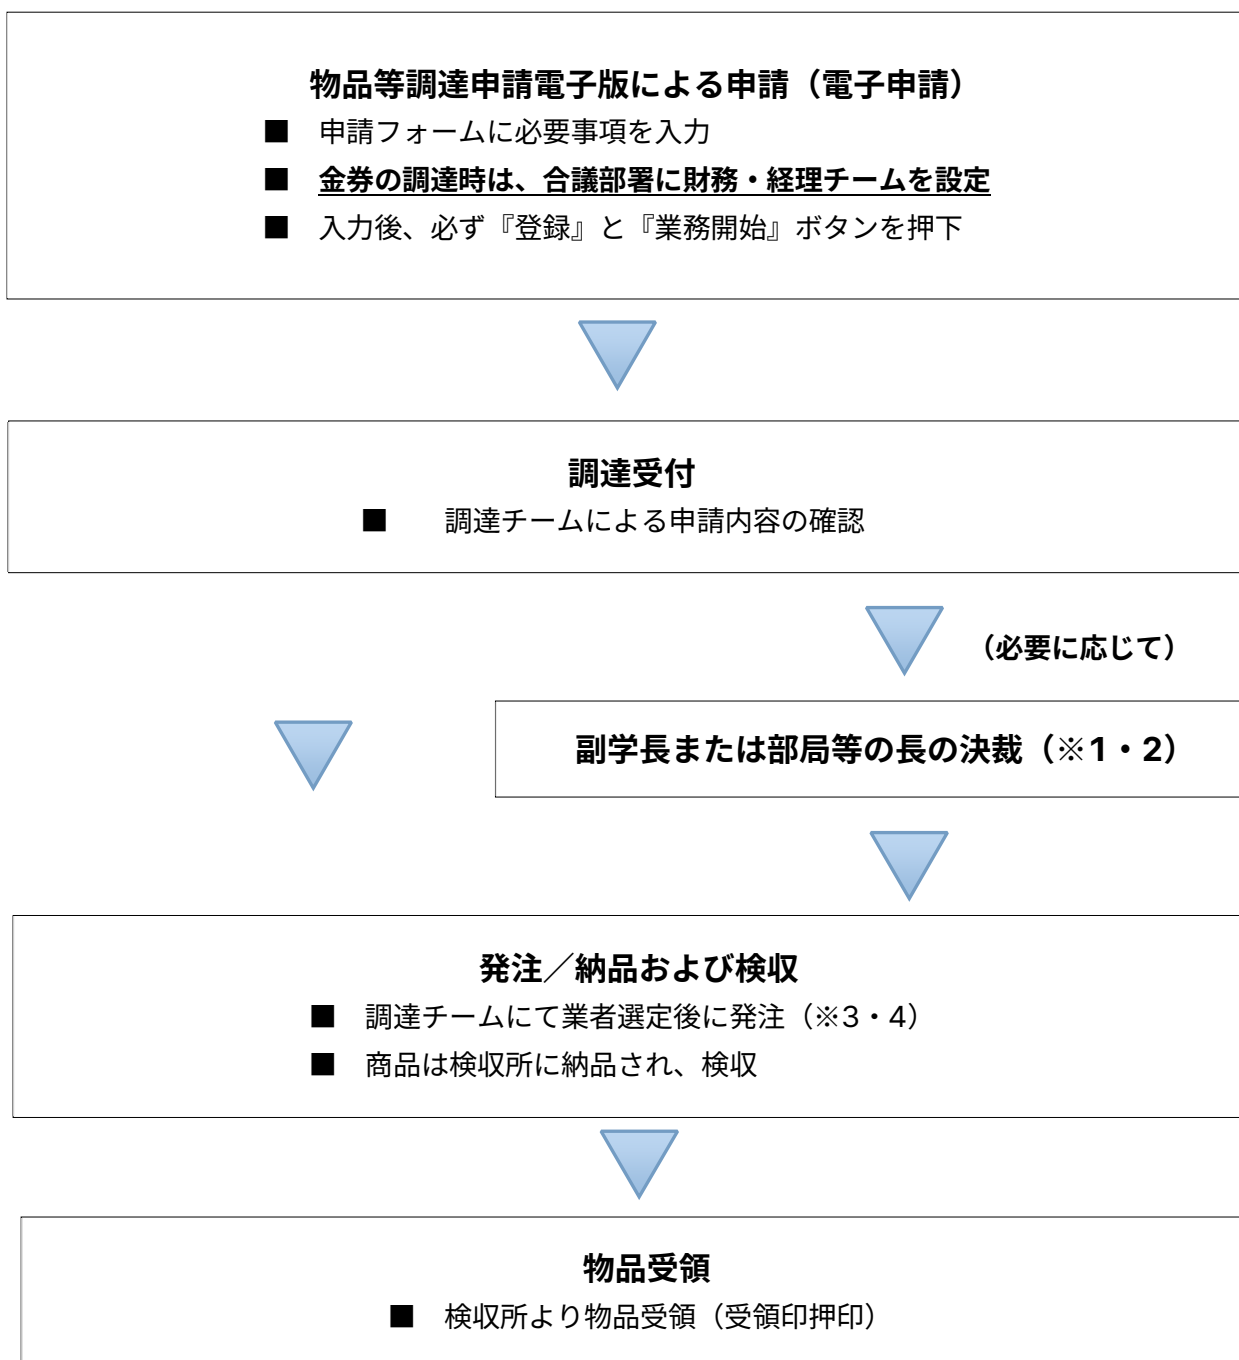 物品等調達申請電子版による申請（電子申請）
■ 申請フォームに必要事項を入力
■ 金券の調達時は、合議部署に財務・経理チームを設定
■ 入力後、必ず『登録』と『業務開始』ボタンを押下
調達受付
■ 調達チームによる申請内容の確認
（必要に応じて）
副学長または部局等の長の決裁（※1・2）
発注／納品および検収
■ 調達チームにて業者選定後に発注（※3・4）
■ 商品は検収所に納品され、検収
物品受領
■ 検収所より物品受領（受領印押印）